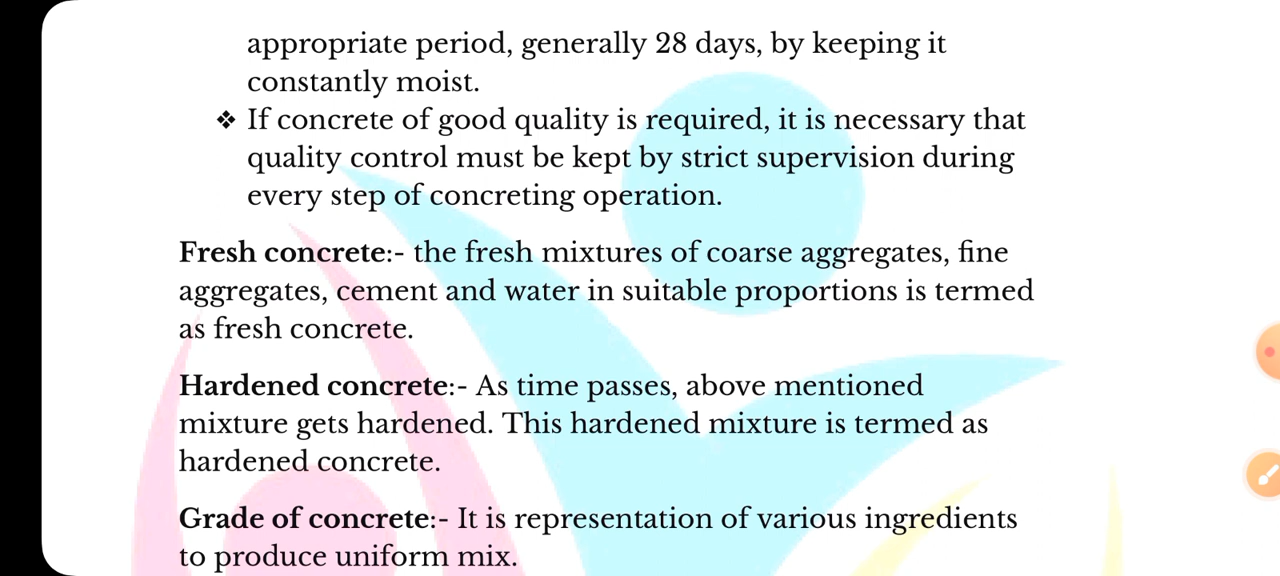 appropriate period, generally 28 days, by keeping it
constantly moist.
❖ If concrete of good quality is required, it is necessary that
quality control must be kept by strict supervision during
every step of concreting operation.
Fresh concrete:- the fresh mixtures of coarse aggregates, fine
aggregates, cement and water in suitable proportions is termed
as fresh concrete.
Hardened concrete:- As time passes, above mentioned
mixture gets hardened. This hardened mixture is termed as
hardened concrete.
Grade of concrete:- It is representation of various ingredients
to produce uniform mix.